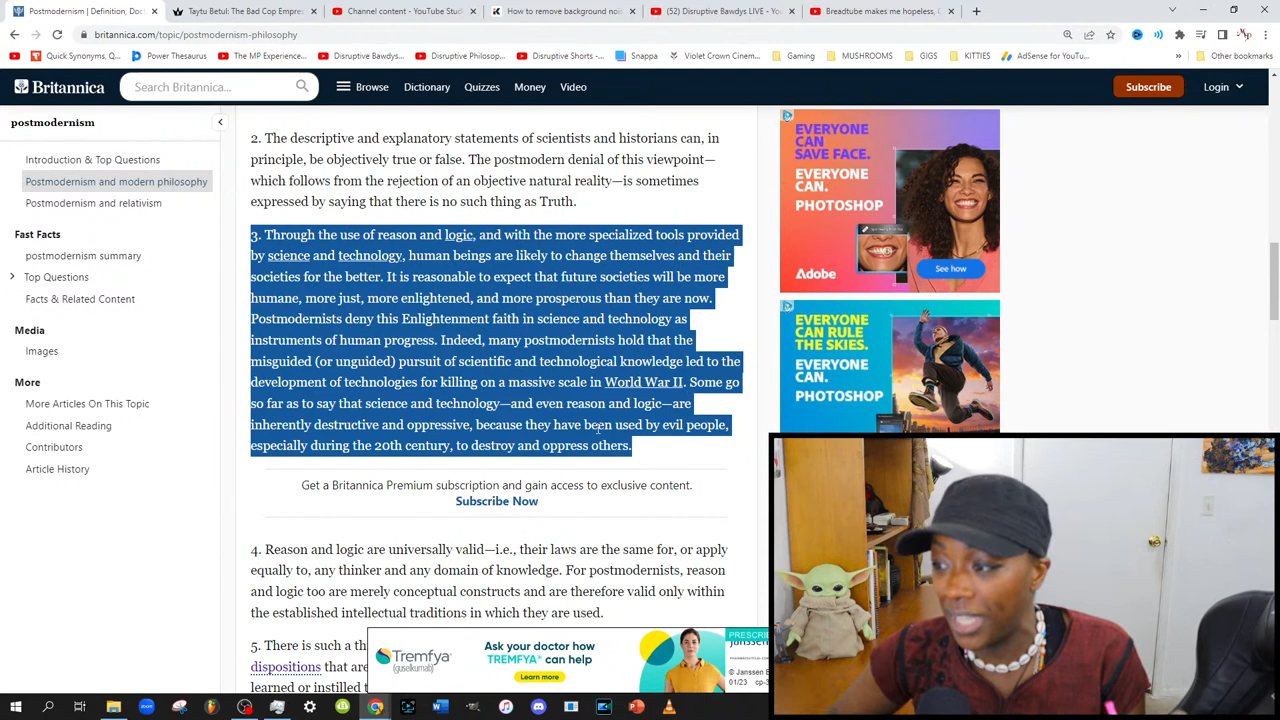 Postmodernism | Definition, Doct
Taytu Betul: The Bad Cop Empres
Channel content - YouTube Studi
How to remove background nois
(52) Disruptive Bawdys LIVE - You
Breadtube makes me hopeless, C
britannica.com/topic/postmodernism-philosophy
Quick Synonyms, Qu...
Power Thesaurus
The MP Experience...
Disruptive Bawdys...
Disruptive Philosop...
Disruptive Shorts -...
Snappa
Violet Crown Cinem...
Gaming
MUSHROOMS
GIGS
KITTIES
AdSense for YouTu...
Other bookmarks
Britannica
Search Britannica...
Browse
Dictionary
Quizzes
Money
Video
Subscribe
Login
postmodernism
Introduction & Top Questions
Postmodernism and modern philosophy
Postmodernism and relativism
Fast Facts
postmodernism summary
Top Questions
Facts & Related Content
Media
Images
More
More Articles On This Topic
Additional Reading
Contributors
Article History
2. The descriptive and explanatory statements of scientists and historians can, in
principle, be objectively true or false. The postmodern denial of this viewpoint—
which follows from the rejection of an objective natural reality—is sometimes
expressed by saying that there is no such thing as Truth.
3. Through the use of reason and logic, and with the more specialized tools provided
by science and technology, human beings are likely to change themselves and their
societies for the better. It is reasonable to expect that future societies will be more
humane, more just, more enlightened, and more prosperous than they are now.
Postmodernists deny this Enlightenment faith in science and technology as
instruments of human progress. Indeed, many postmodernists hold that the
misguided (or unguided) pursuit of scientific and technological knowledge led to the
development of technologies for killing on a massive scale in World War II. Some go
so far as to say that science and technology—and even reason and logic—are
inherently destructive and oppressive, because they have been used by evil people,
especially during the 20th century, to destroy and oppress others.
Get a Britannica Premium subscription and gain access to exclusive content.
Subscribe Now
4. Reason and logic are universally valid—i.e., their laws are the same for, or apply
equally to, any thinker and any domain of knowledge. For postmodernists, reason
and logic too are merely conceptual constructs and are therefore valid only within
the established intellectual traditions in which they are used.
5. There is such a th
dispositions that are
learned or instilled t
EVERYONE
CAN
SAVE FACE.
EVERYONE
CAN.
PHOTOSHOP
Adobe
See how
EVERYONE
CAN RULE
THE SKIES.
EVERYONE
CAN.
PHOTOSHOP
Tremfya
(guselkumab)
Ask your doctor how
TREMFYA® can help
Learn more
PRESCRI
janssen
© Janssen B
01/23 cp-3